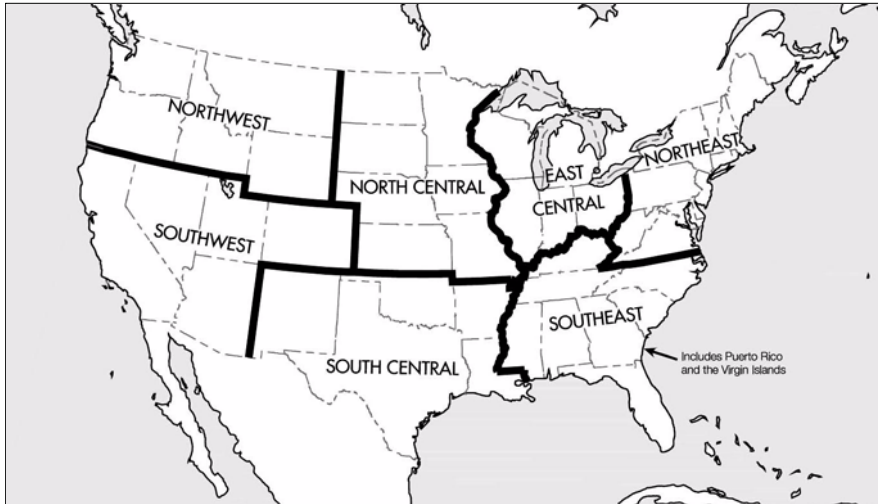 NORTHWEST
NORTHEAST
EAST
CENTRAL
NORTH CENTRAL
SOUTHWEST
SOUTHEAST
SOUTH CENTRAL
Includes Puerto Rico
and the Virgin Islands